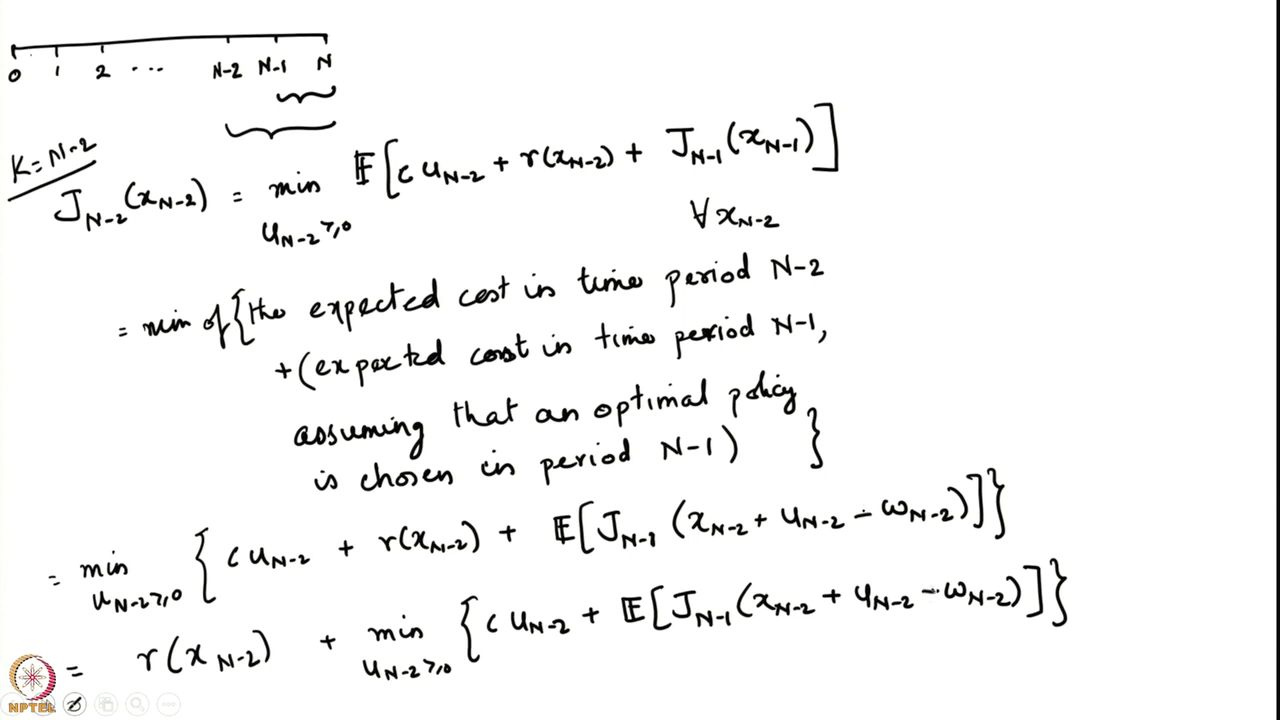 0 1 2 ... N-2 N-1 N
K=N-2
J_{N-2}(x_{N-2}) = min_{u_{N-2}≥0} 𝔼[c u_{N-2} + r(x_{N-2}) + J_{N-1}(x_{N-1})]
∀ x_{N-2}
= min of {the expected cost in time period N-2
+ (expected cost in time period N-1,
assuming that an optimal policy
is chosen in period N-1) }
= min_{u_{N-2}≥0} { c u_{N-2} + r(x_{N-2}) + 𝔼[J_{N-1}(x_{N-2} + u_{N-2} - ω_{N-2})]}
= r(x_{N-2}) + min_{u_{N-2}≥0} {c u_{N-2} + 𝔼[J_{N-1}(x_{N-2} + u_{N-2} - ω_{N-2})]}
NPTEL